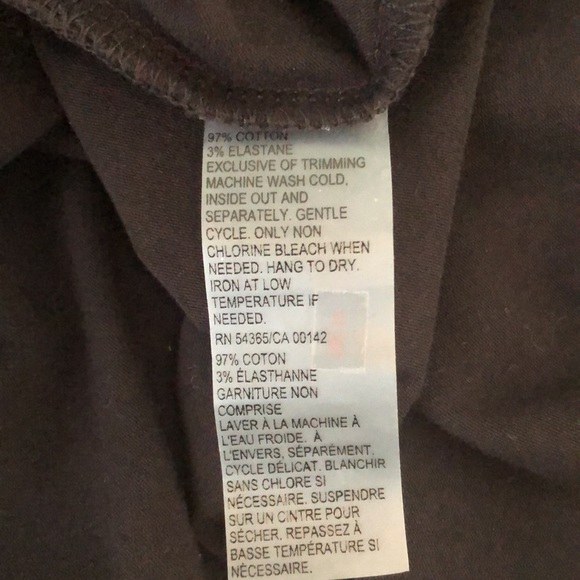 97% COTTON
3% ELASTANE
EXCLUSIVE OF TRIMMING
MACHINE WASH COLD,
INSIDE OUT AND
SEPARATELY. GENTLE
CYCLE. ONLY NON
CHLORINE BLEACH WHEN
NEEDED. HANG TO DRY.
IRON AT LOW
TEMPERATURE IF
NEEDED.
RN 54365/CA 00142
97% COTON
3% ÉLASTHANNE
GARNITURE NON
COMPRISE
LAVER À LA MACHINE À
L'EAU FROIDE. À
L'ENVERS, SÉPARÉMENT.
CYCLE DÉLICAT. BLANCHIR
SANS CHLORE SI
NÉCESSAIRE. SUSPENDRE
SUR UN CINTRE POUR
SÉCHER. REPASSEZ À
BASSE TEMPÉRATURE SI
NÉCESSAIRE.